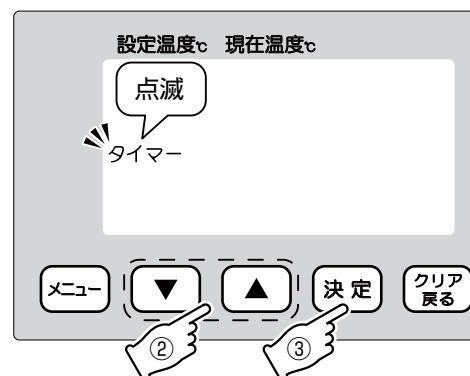 設定温度℃ 現在温度℃
点滅
タイマー
メニュー ▼ ▲ 決定 クリア
戻る
② ③